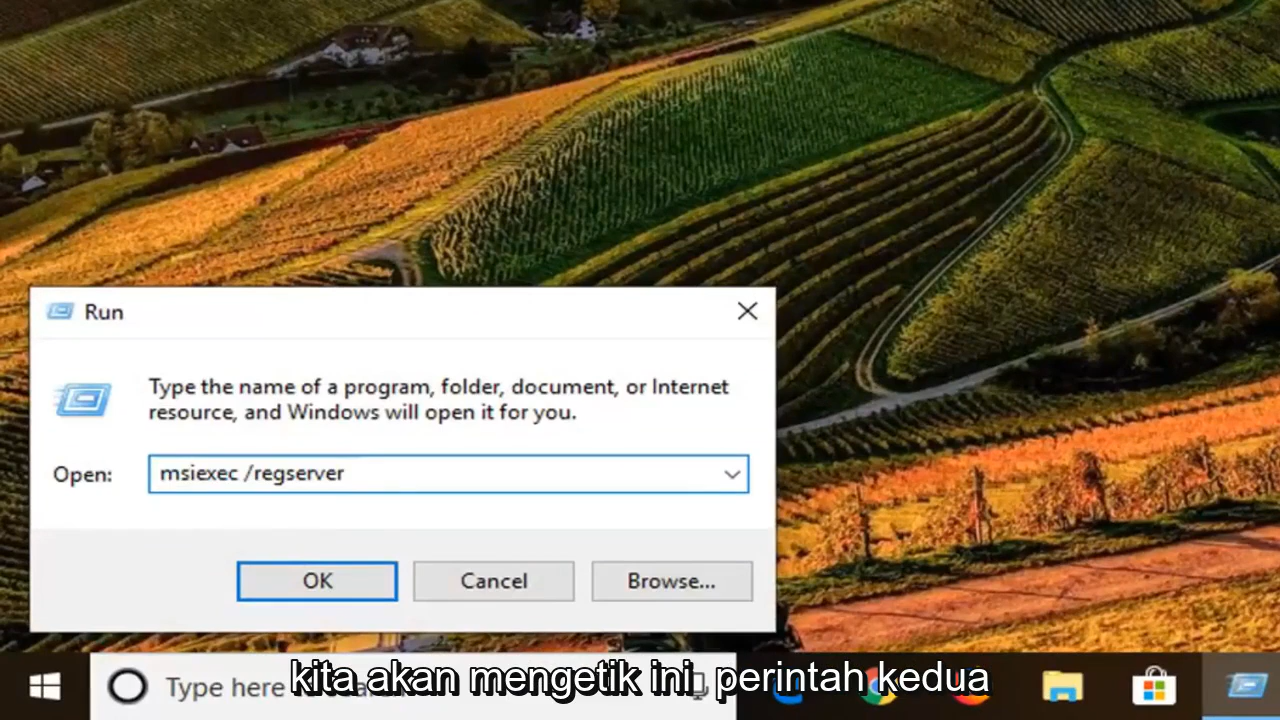 Run
Type the name of a program, folder, document, or Internet
resource, and Windows will open it for you.
Open:
msiexec /regserver
OK
Cancel
Browse...
Type here
kita akan mengetik ini, perintah kedua